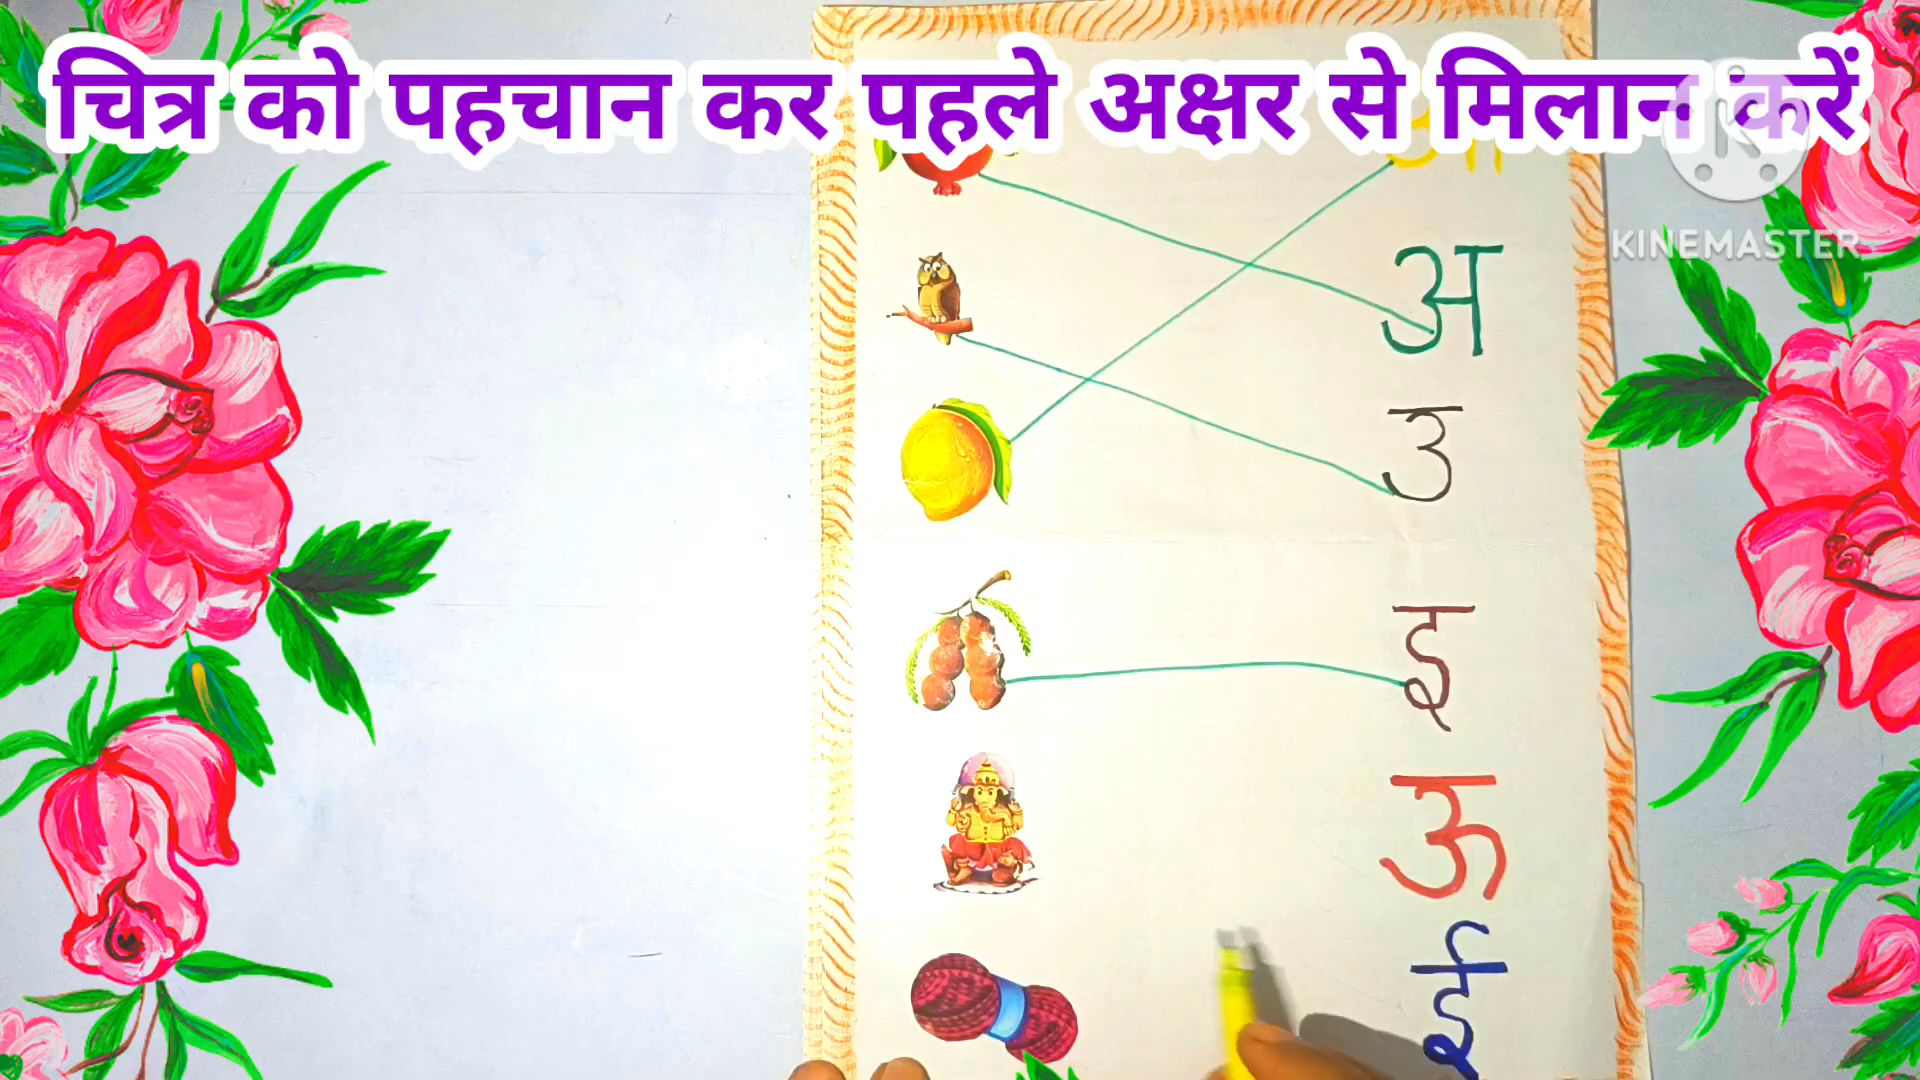 चित्र को पहचान कर पहले अक्षर से मिलान करें
KINEMASTER
आ
अ
उ
इ
ऊ
ई